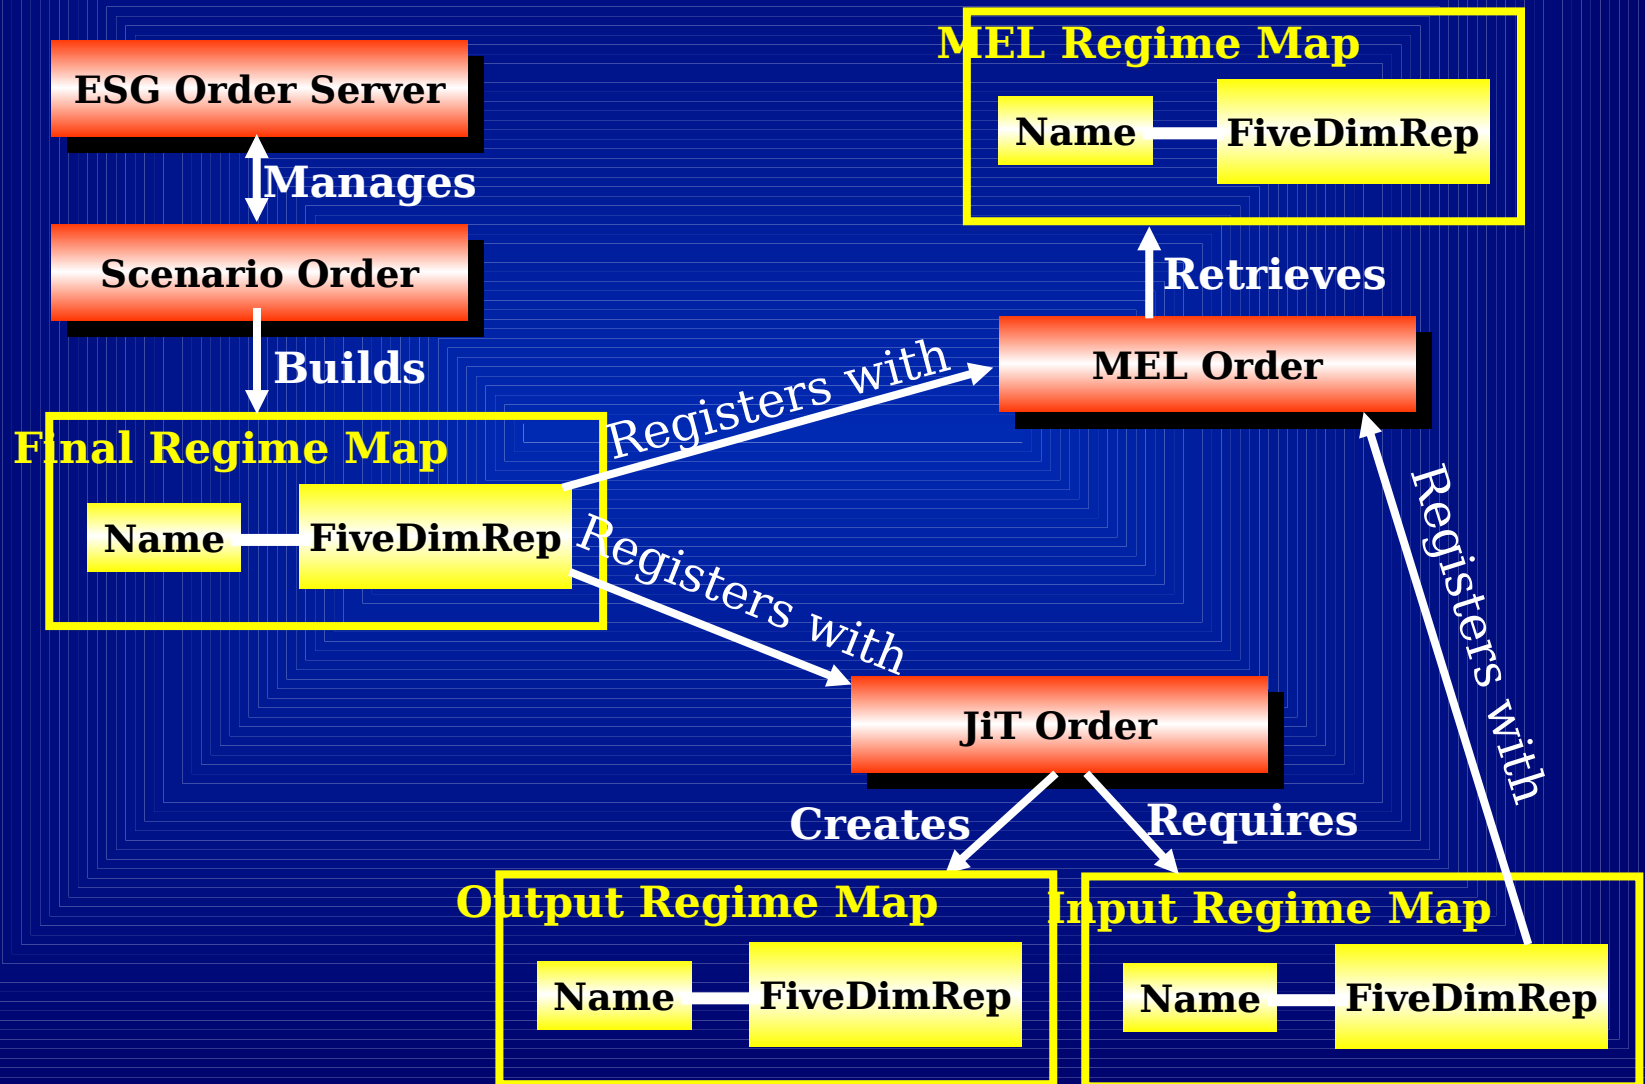 ESG Order Server
Manages
Scenario Order
Builds
Final Regime Map
Name
FiveDimRep
Registers with
Registers with
MEL Regime Map
Name
FiveDimRep
Retrieves
MEL Order
Registers with
JiT Order
Creates
Requires
Output Regime Map
Name
FiveDimRep
Input Regime Map
Name
FiveDimRep